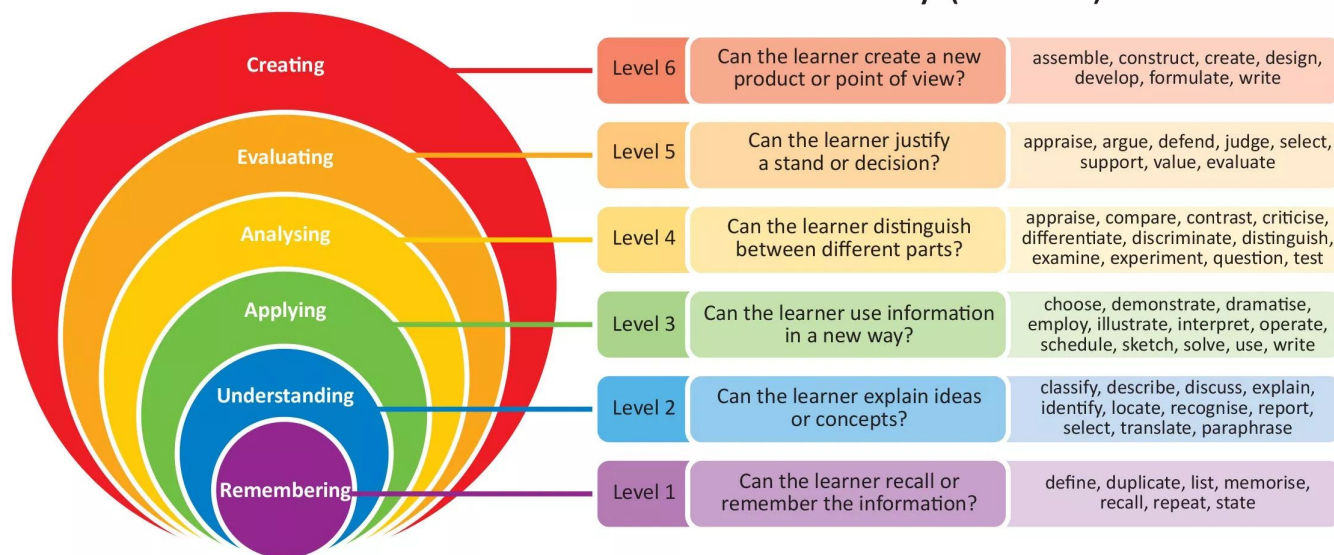 Creating
Evaluating
Analysing
Applying
Understanding
Remembering
Level 6
Can the learner create a new
product or point of view?
assemble, construct, create, design,
develop, formulate, write
Level 5
Can the learner justify
a stand or decision?
appraise, argue, defend, judge, select,
support, value, evaluate
Level 4
Can the learner distinguish
between different parts?
appraise, compare, contrast, criticise,
differentiate, discriminate, distinguish,
examine, experiment, question, test
Level 3
Can the learner use information
in a new way?
choose, demonstrate, dramatise,
employ, illustrate, interpret, operate,
schedule, sketch, solve, use, write
Level 2
Can the learner explain ideas
or concepts?
classify, describe, discuss, explain,
identify, locate, recognise, report,
select, translate, paraphrase
Level 1
Can the learner recall or
remember the information?
define, duplicate, list, memorise,
recall, repeat, state